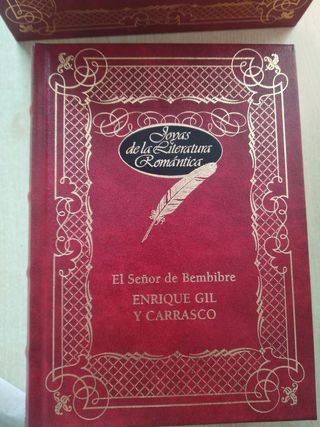 Joyas
de la Literatura
Romántica
El Señor de Bembibre
ENRIQUE GIL
Y CARRASCO